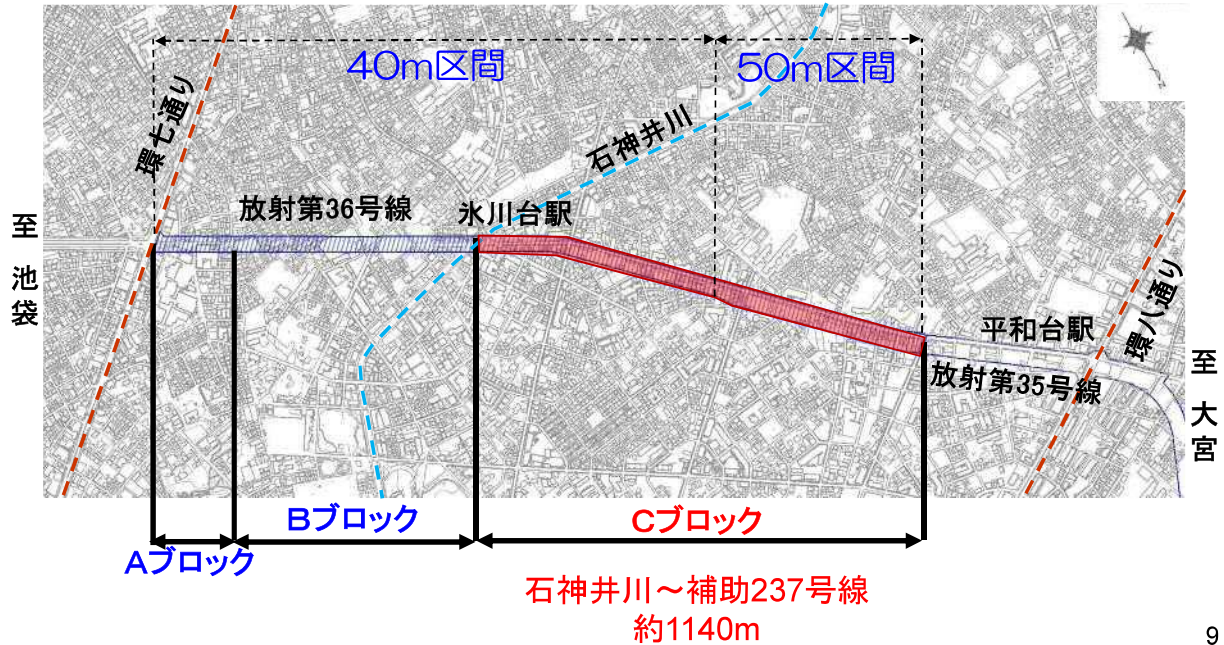 40m区間
50m区間
環七通り
石神井川
放射第36号線
氷川台駅
至 池袋
平和台駅
環八通り
放射第35号線
至 大宮
Aブロック
Bブロック
Cブロック
石神井川~補助237号線
約1140m
9